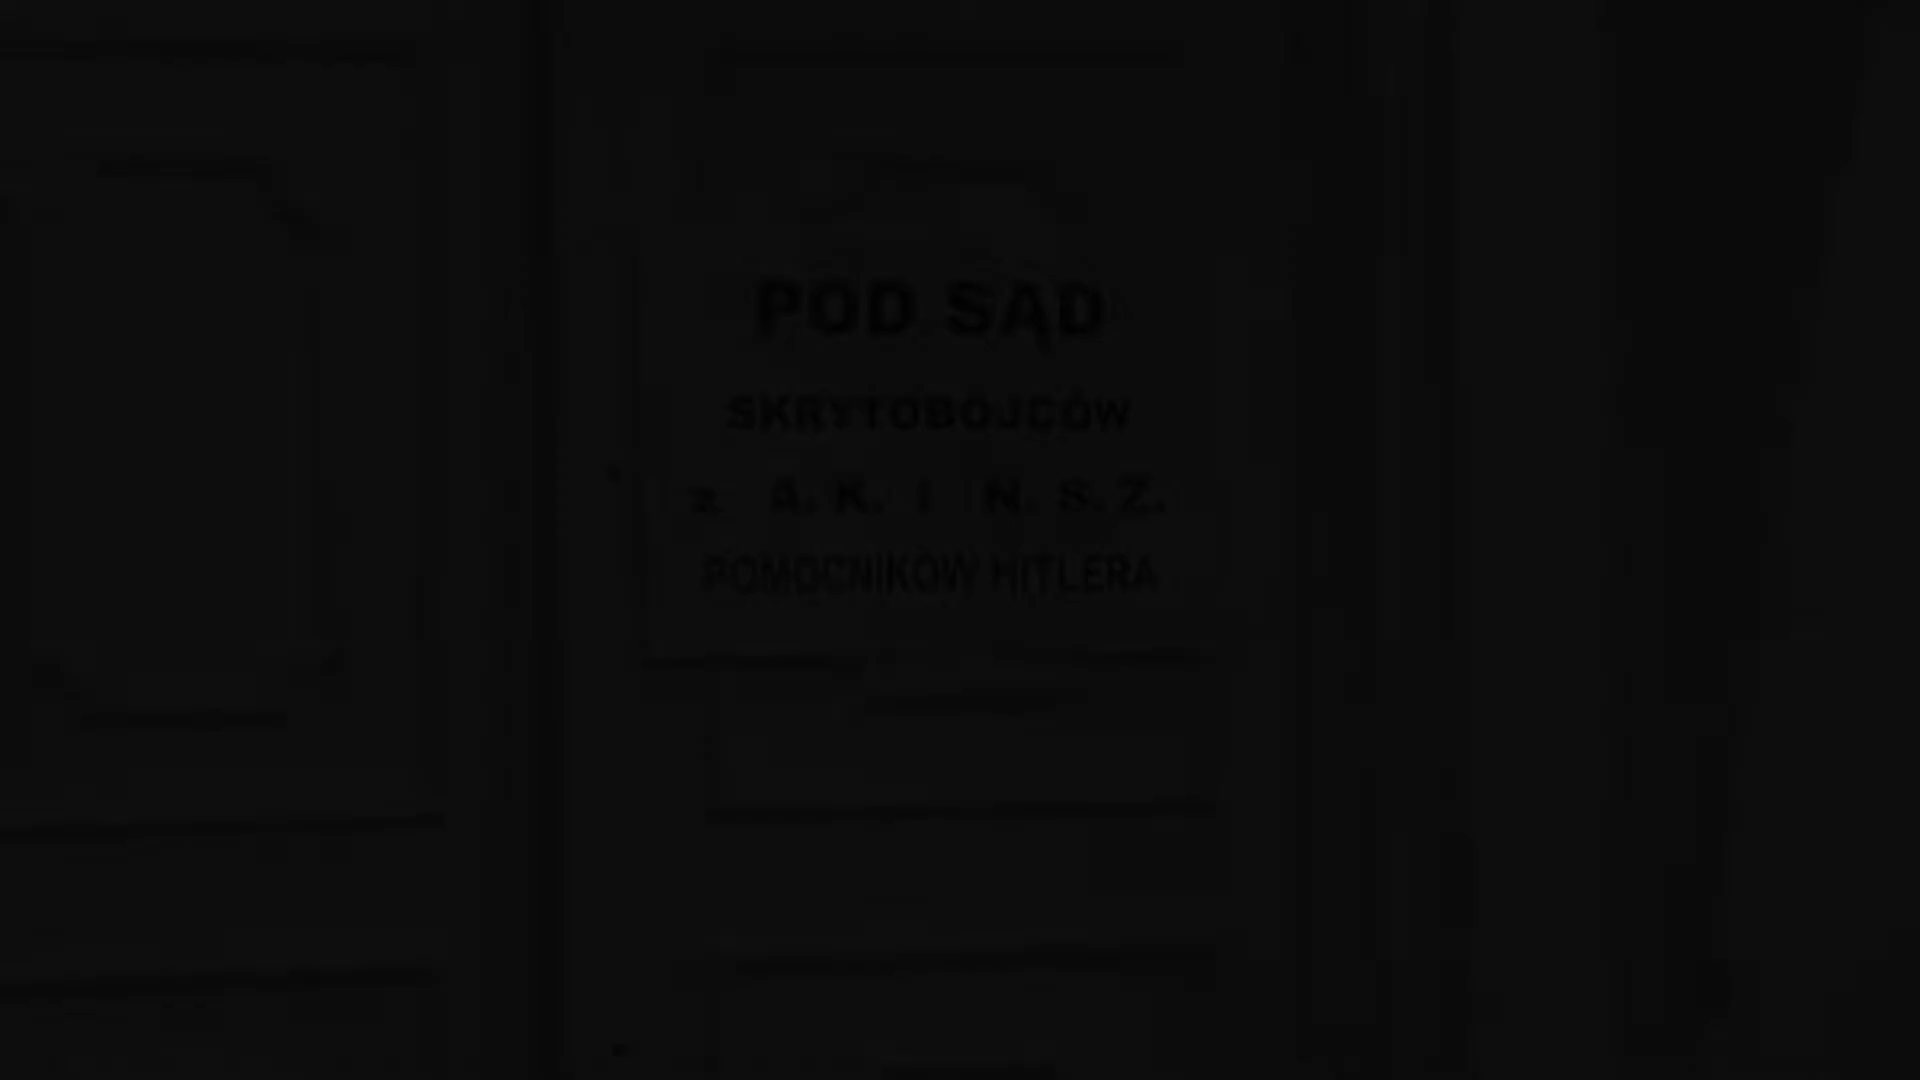 POD SĄD
SKRYTOBÓJCÓW
z A. K. i N. S. Z.
POMOCNIKÓW HITLERA